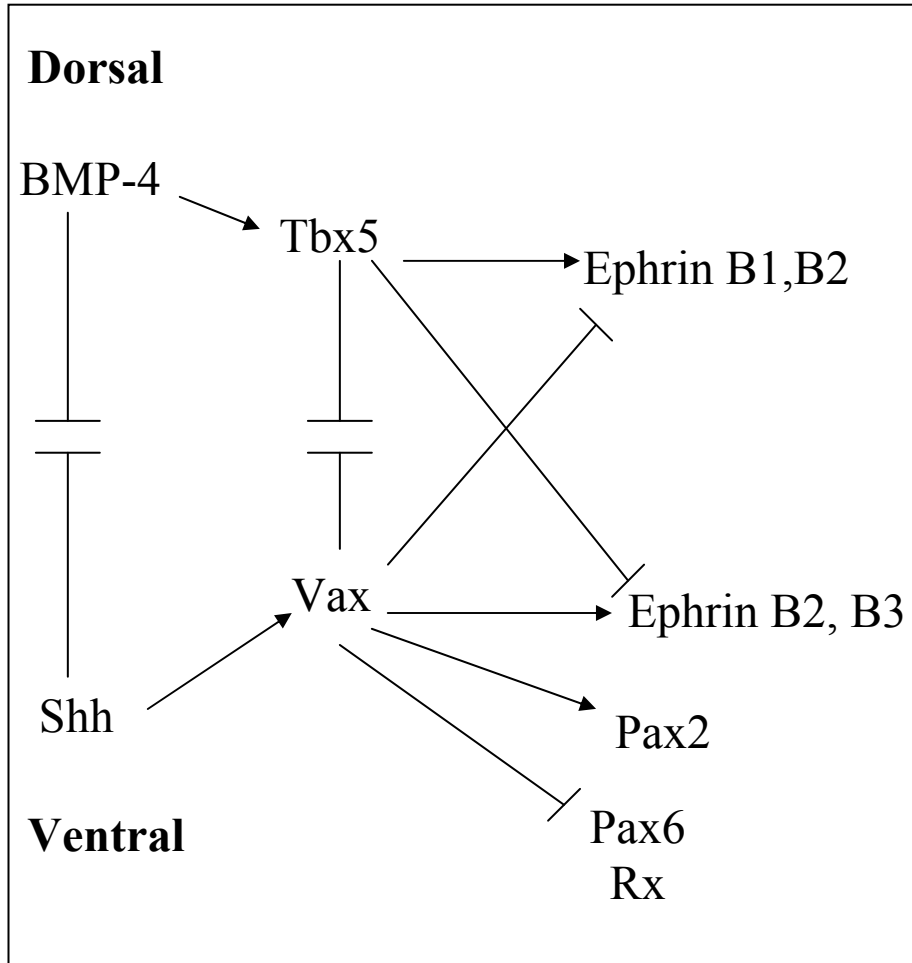 Dorsal
BMP-4
Tbx5
Ephrin B1,B2
Vax
Ephrin B2, B3
Shh
Pax2
Ventral
Pax6
Rx